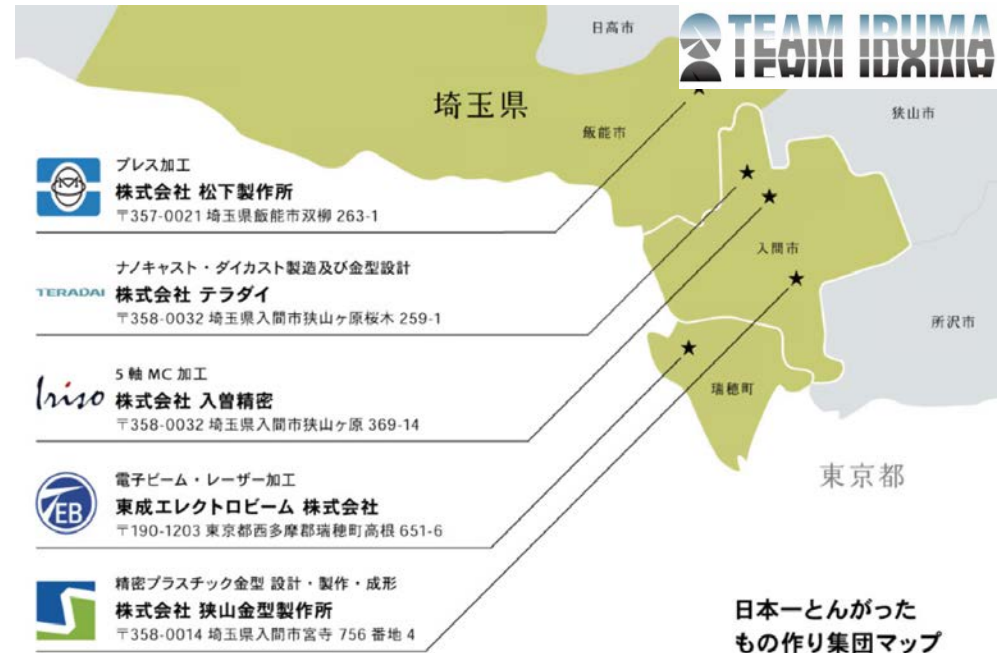 日高市
TEAM IRUMA
埼玉県
狭山市
飯能市
プレス加工
株式会社 松下製作所
〒357-0021 埼玉県飯能市双柳 263-1
入間市
ナノキャスト・ダイカスト製造及び金型設計
TERADAI
株式会社 テラダイ
〒358-0032 埼玉県入間市狭山ヶ原桜木 259-1
所沢市
5 軸 MC 加工
Iriso
株式会社 入曽精密
〒358-0032 埼玉県入間市狭山ヶ原 369-14
瑞穂町
東京都
電子ビーム・レーザー加工
TEB
東成エレクトロビーム 株式会社
〒190-1203 東京都西多摩郡瑞穂町高根 651-6
精密プラスチック金型 設計・製作・成形
株式会社 狭山金型製作所
〒358-0014 埼玉県入間市宮寺 756 番地 4
日本一とんがった
もの作り集団マップ